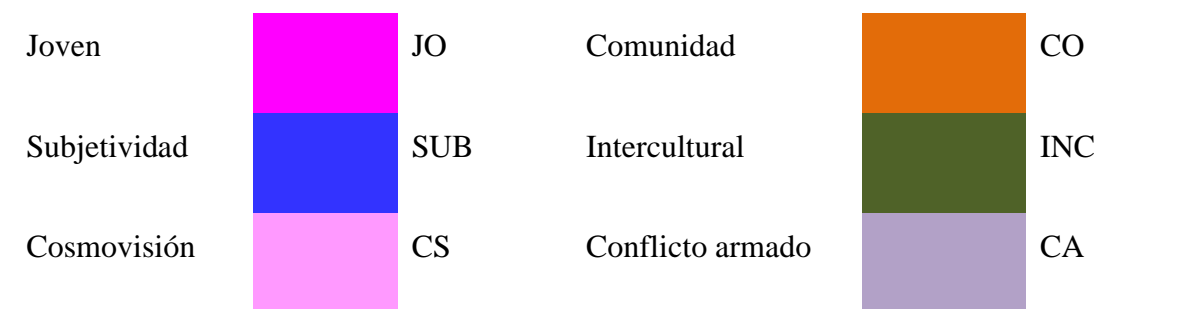 Joven JO Comunidad CO
Subjetividad SUB Intercultural INC
Cosmovisión CS Conflicto armado CA